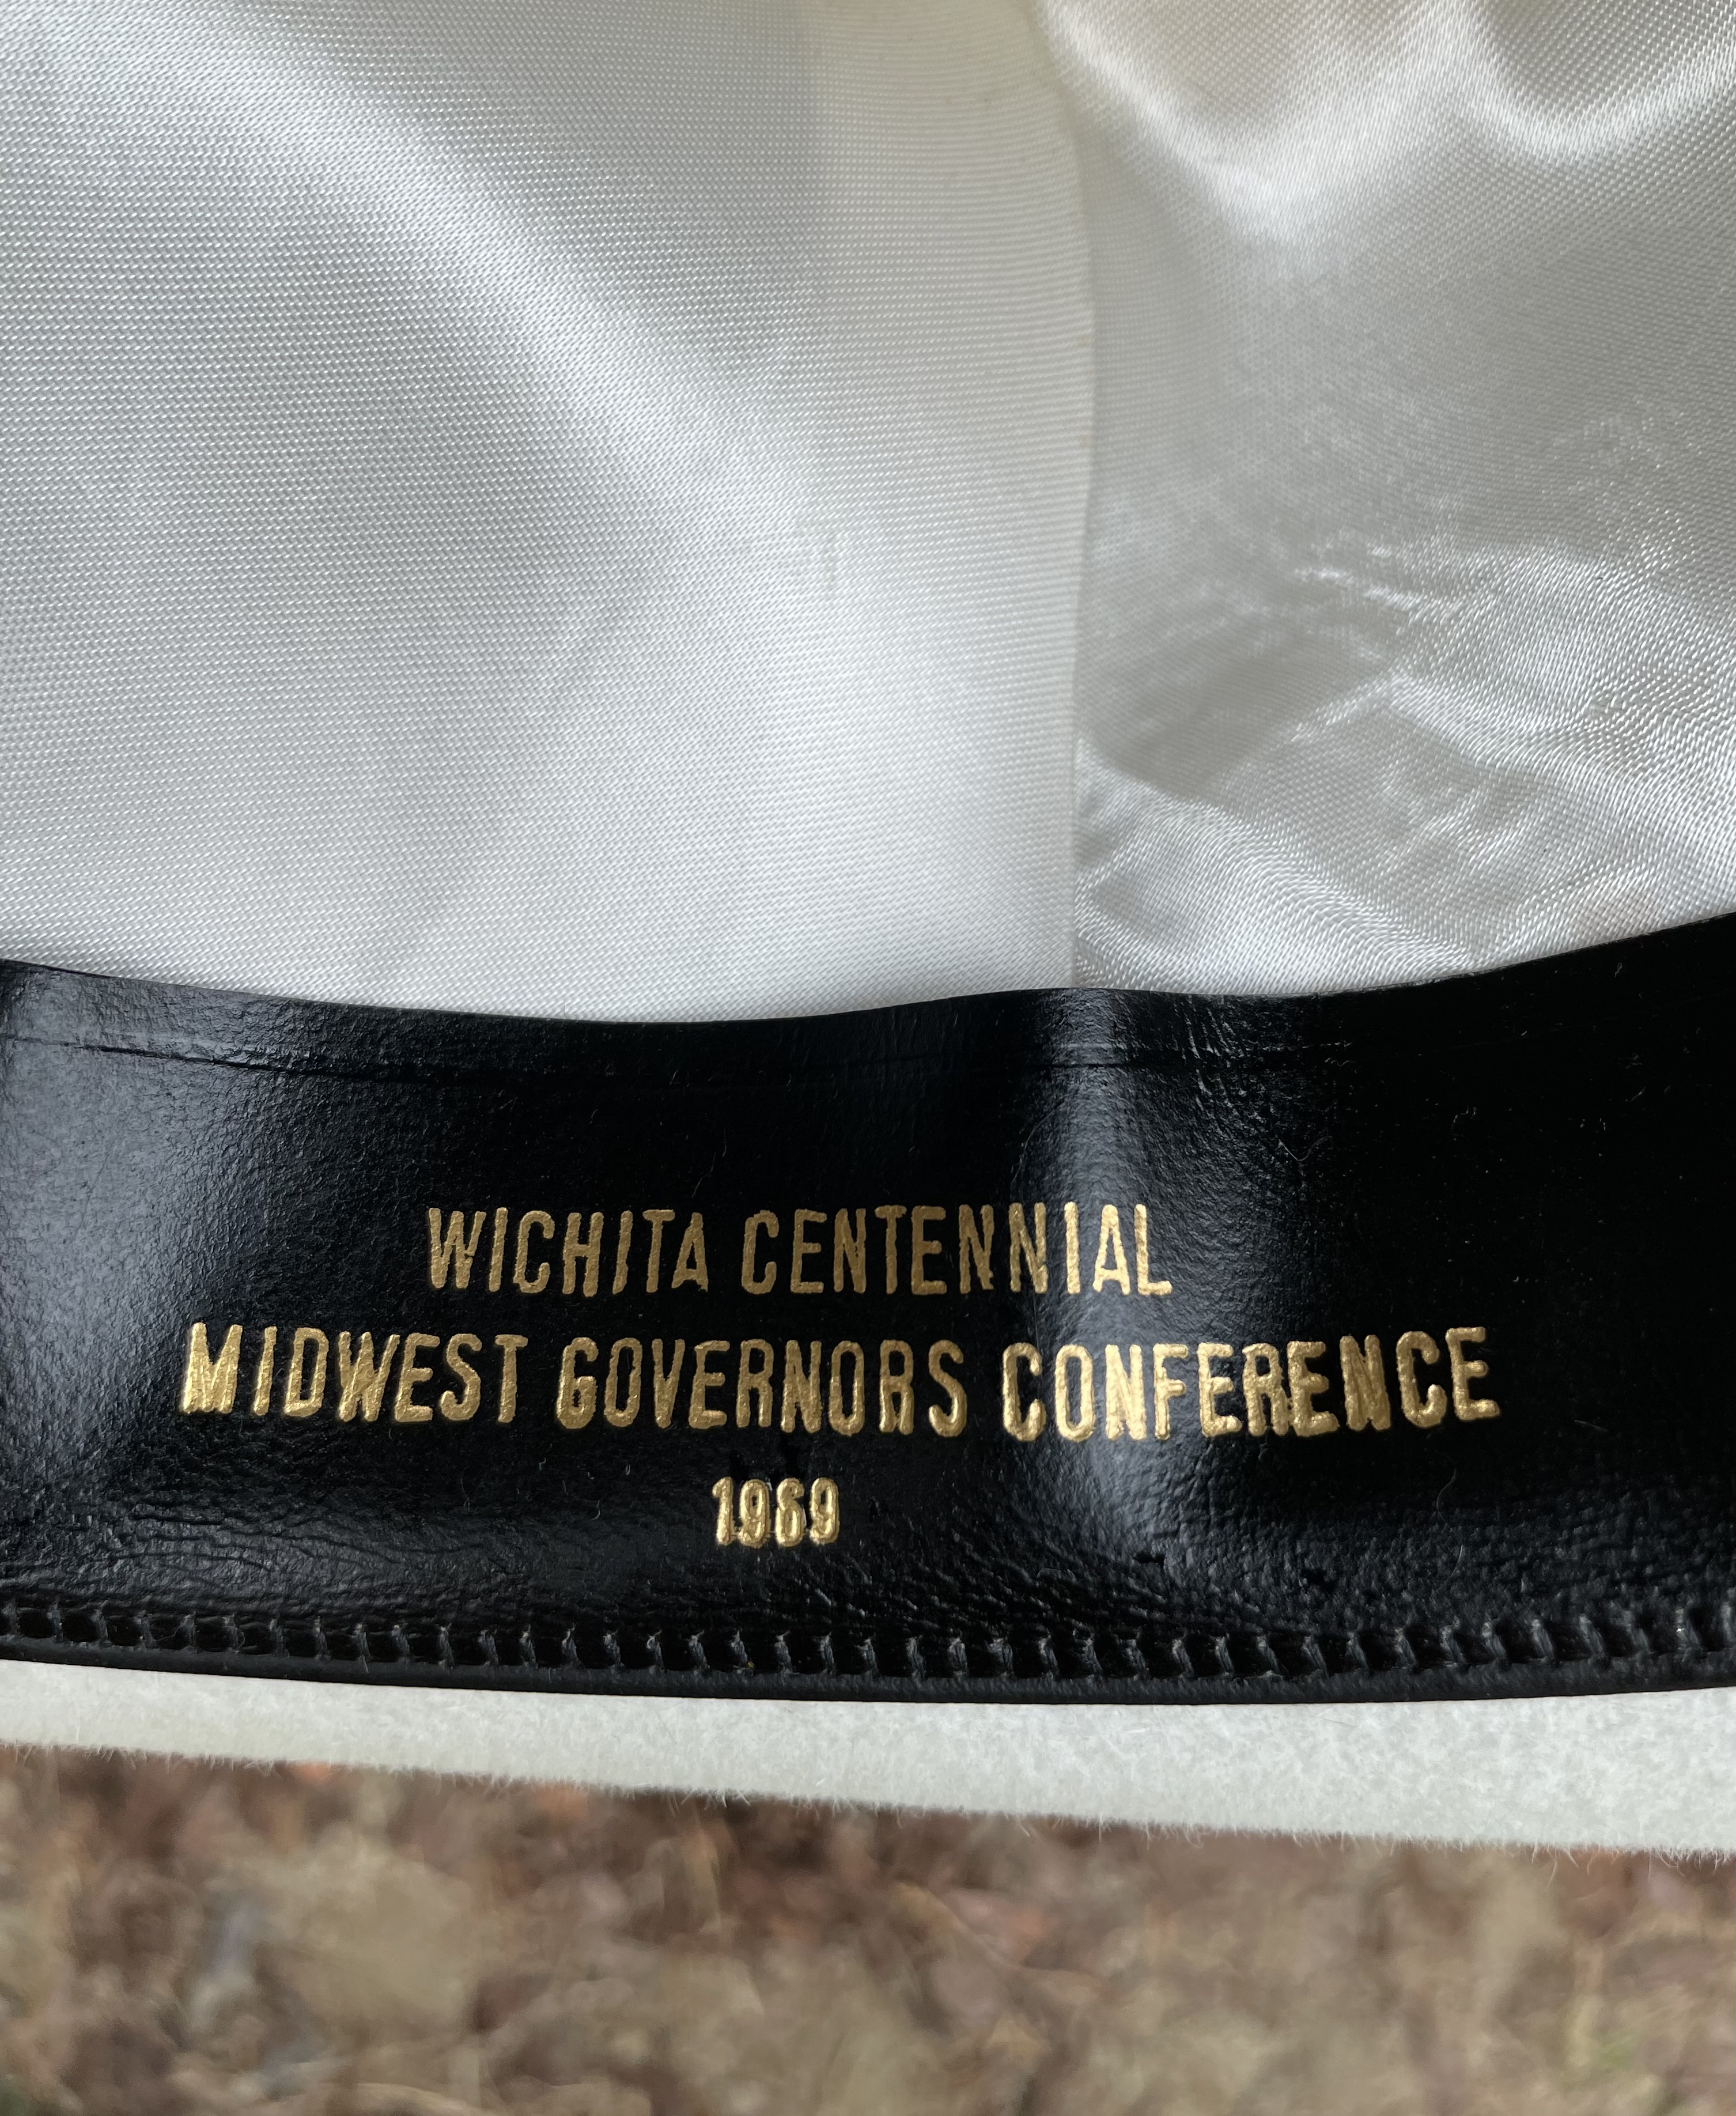 WICHITA CENTENNIAL
MIDWEST GOVERNORS CONFERENCE
1969